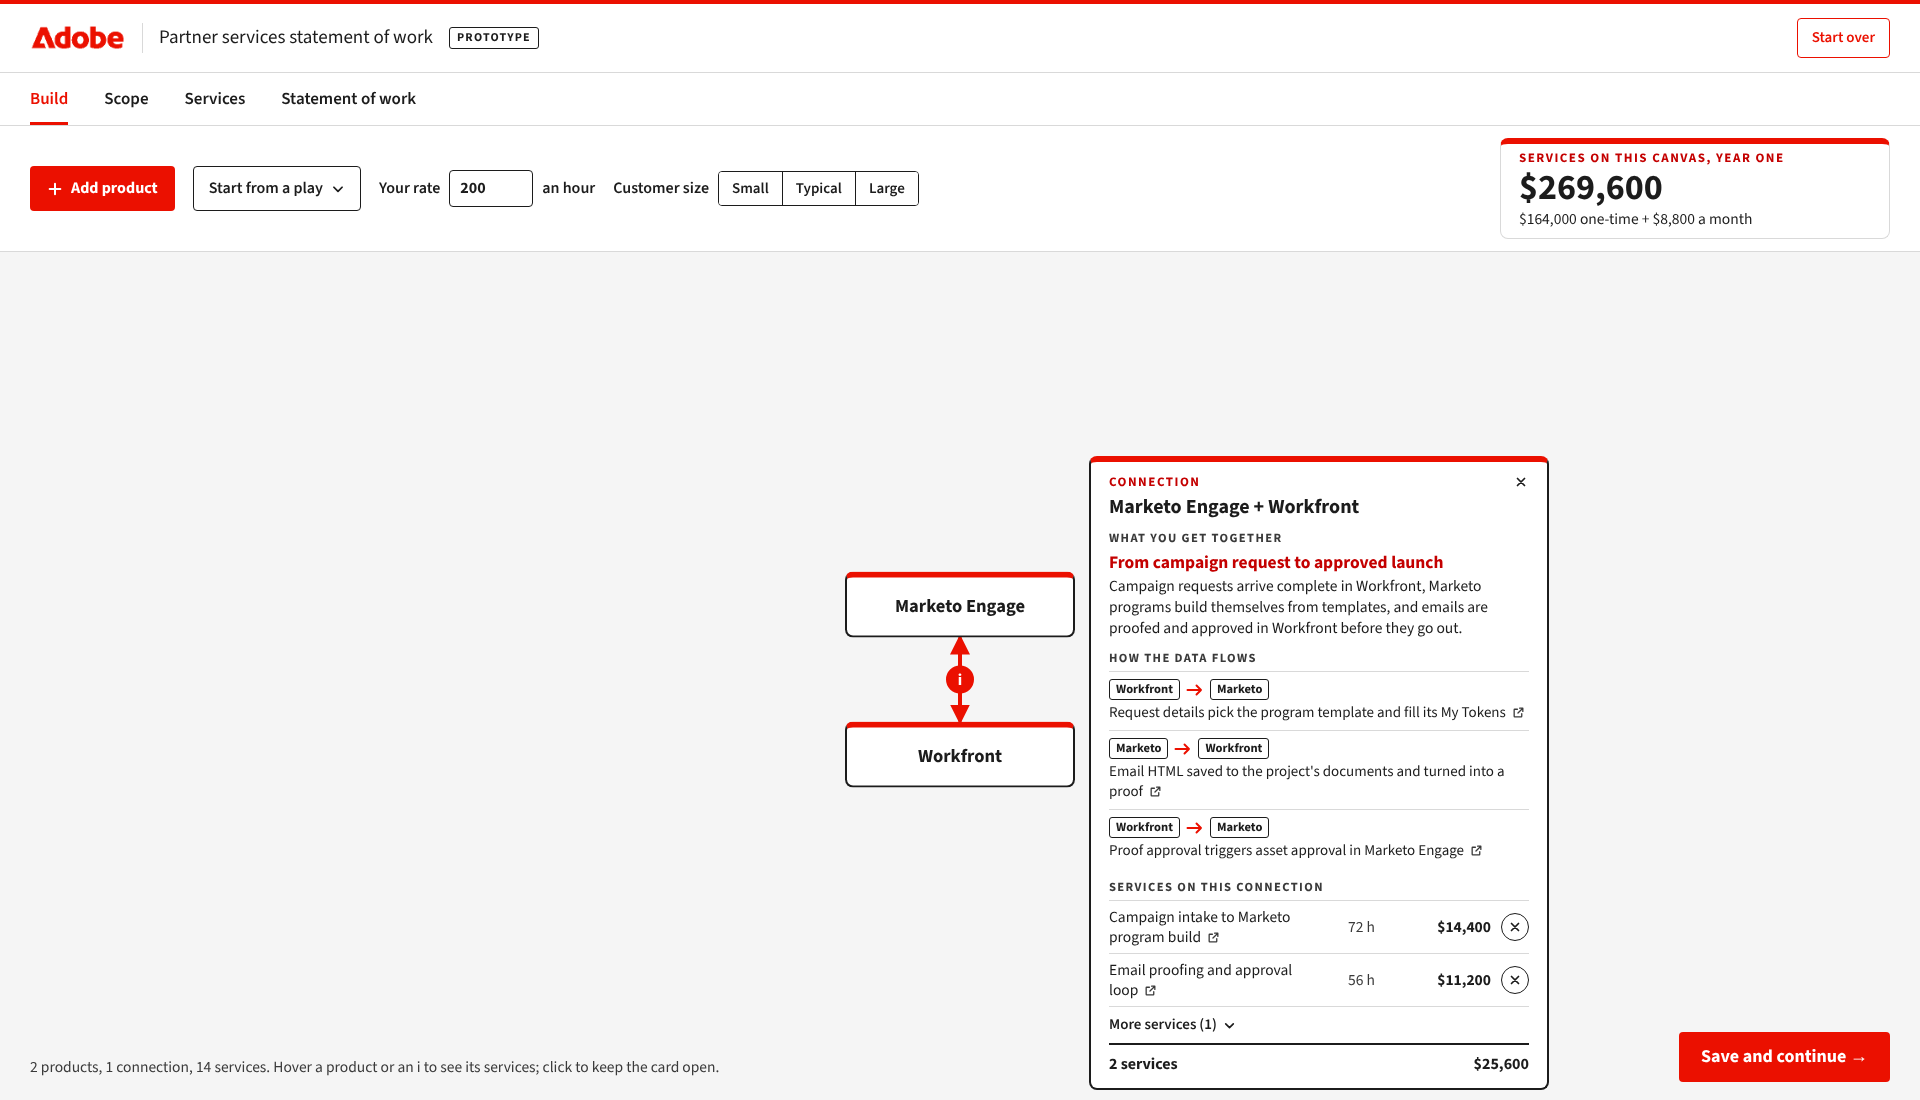 Adobe
Partner services statement of work
PROTOTYPE
Start over
Build
Scope
Services
Statement of work
+ Add product
Start from a play
Your rate
200
an hour
Customer size
Small
Typical
Large
SERVICES ON THIS CANVAS, YEAR ONE
$269,600
$164,000 one-time + $8,800 a month
Marketo Engage
i
Workfront
CONNECTION
Marketo Engage + Workfront
WHAT YOU GET TOGETHER
From campaign request to approved launch
Campaign requests arrive complete in Workfront, Marketo
programs build themselves from templates, and emails are
proofed and approved in Workfront before they go out.
HOW THE DATA FLOWS
Workfront → Marketo
Request details pick the program template and fill its My Tokens
Marketo → Workfront
Email HTML saved to the project's documents and turned into a
proof
Workfront → Marketo
Proof approval triggers asset approval in Marketo Engage
SERVICES ON THIS CONNECTION
Campaign intake to Marketo
program build
72 h
$14,400
Email proofing and approval
loop
56 h
$11,200
More services (1)
2 services
$25,600
2 products, 1 connection, 14 services. Hover a product or an i to see its services; click to keep the card open.
Save and continue →